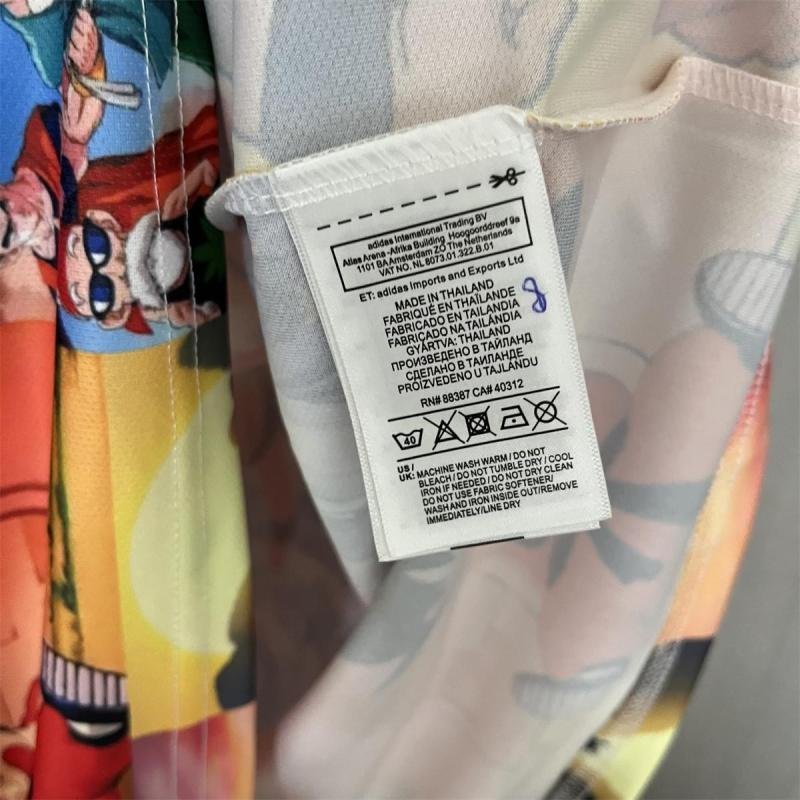 adidas International Trading BV
Atlas Arena -Afrika Building Hoogoorddreef 9a
1101 BA Amsterdam ZO The Netherlands
VAT NO. NL 8073.01.322.B.01
ET: adidas Imports and Exports Ltd
MADE IN THAILAND
FABRIQUÉ EN THAÏLANDE
FABRICADO EN TAILANDIA
FABRICADO NA TAILÂNDIA
GYÁRTVA: THAILAND
ПРОИЗВЕДЕНО В ТАЙЛАНД
СДЕЛАНО В ТАИЛАНДЕ
PROIZVEDENO U TAJLANDU
8
RN# 88387 CA# 40312
40
US /
UK: MACHINE WASH WARM / DO NOT
BLEACH / DO NOT TUMBLE DRY / COOL
IRON IF NEEDED / DO NOT DRY CLEAN
DO NOT USE FABRIC SOFTENER/
WASH AND IRON INSIDE OUT/REMOVE
IMMEDIATELY/LINE DRY